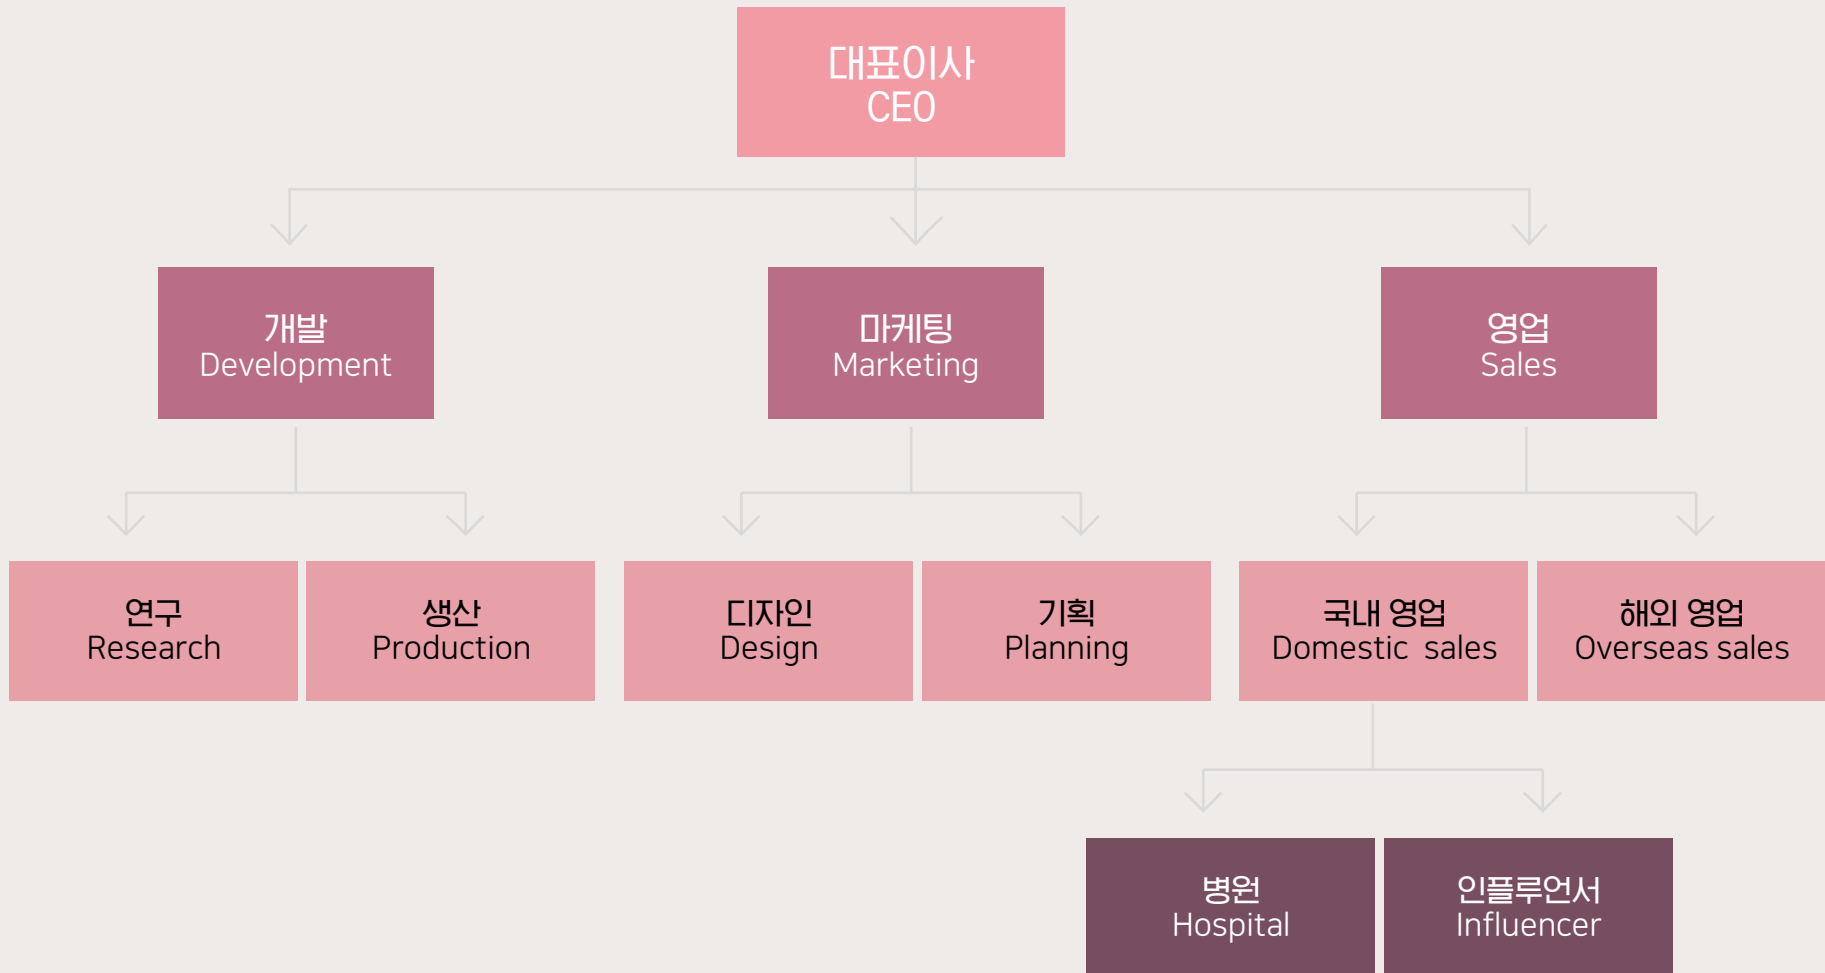 대표이사
CEO
개발
Development
마케팅
Marketing
영업
Sales
연구
Research
생산
Production
디자인
Design
기획
Planning
국내 영업
Domestic sales
해외 영업
Overseas sales
병원
Hospital
인플루언서
Influencer